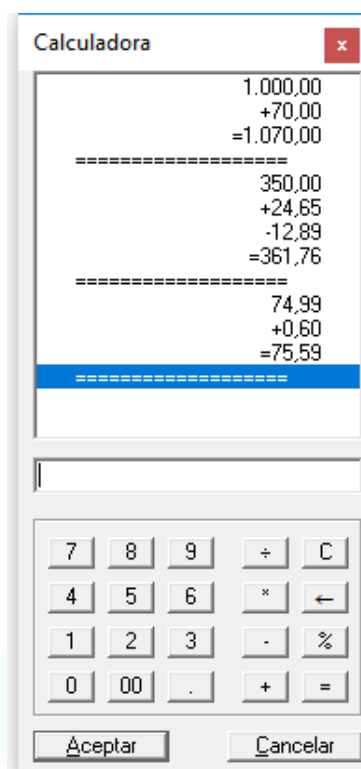 Calculadora x
1.000,00
+70,00
=1.070,00
===================
350,00
+24,65
-12,89
=361,76
===================
74,99
+0,60
=75,59
===================
7 8 9 ÷ C
4 5 6 * ←
1 2 3 - %
0 00 . + =
Aceptar Cancelar